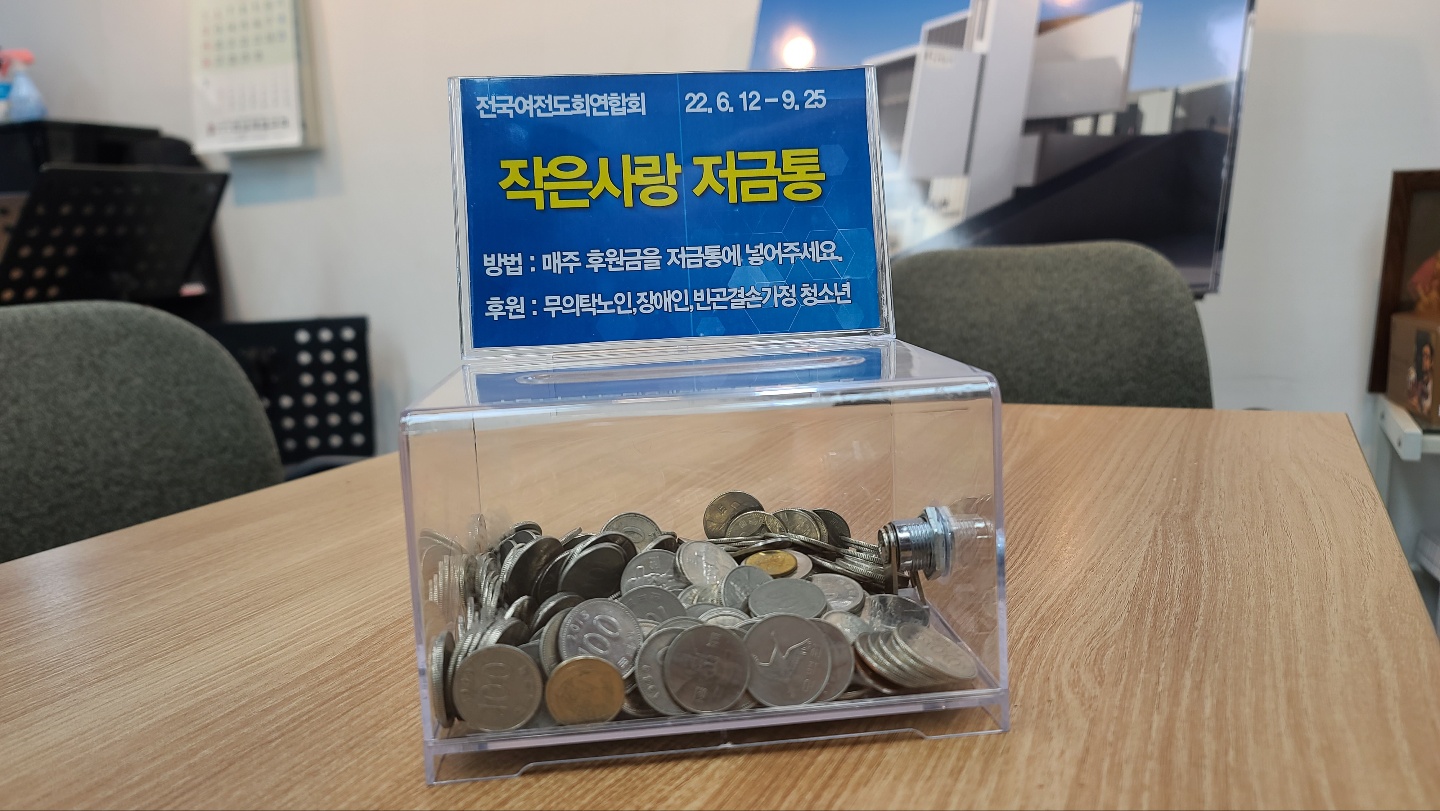 전국여전도회연합회 22. 6. 12 - 9. 25
작은사랑 저금통
방법 : 매주 후원금을 저금통에 넣어주세요.
후원 : 무의탁노인,장애인,빈곤결손가정 청소년
100
100